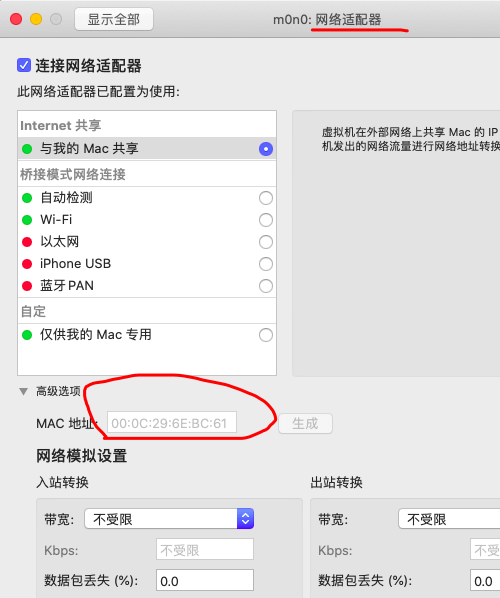 显示全部
m0n0: 网络适配器
连接网络适配器
此网络适配器已配置为使用:
Internet 共享
与我的 Mac 共享
桥接模式网络连接
自动检测
Wi-Fi
以太网
iPhone USB
蓝牙 PAN
自定
仅供我的 Mac 专用
虚拟机在外部网络上共享 Mac 的 IP
机发出的网络流量进行网络地址转换
高级选项
MAC 地址: 00:0C:29:6E:BC:61 生成
网络模拟设置
入站转换
带宽: 不受限
Kbps: 不受限
数据包丢失 (%): 0.0
出站转换
带宽: 不受限
Kbps: 不受
数据包丢失 (%): 0.0